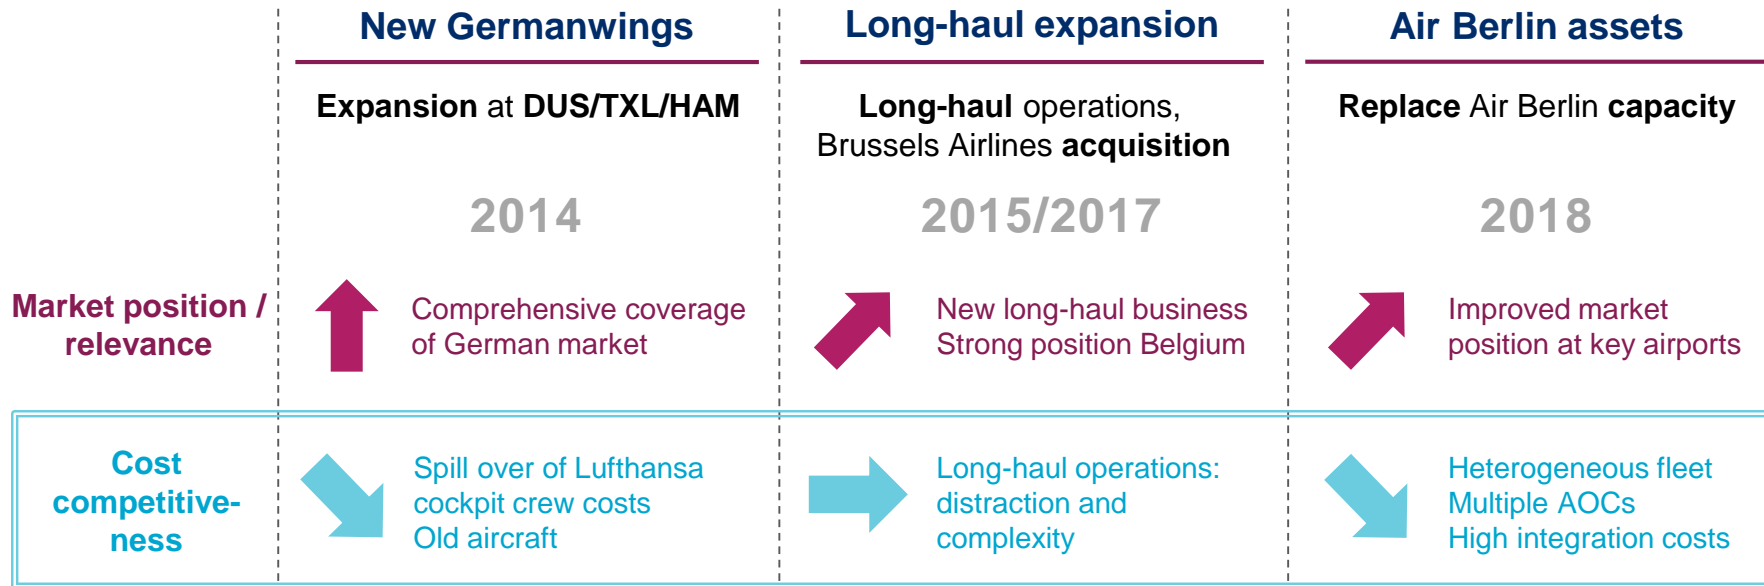 New Germanwings
Long-haul expansion
Air Berlin assets
Expansion at DUS/TXL/HAM
Long-haul operations,
Brussels Airlines acquisition
Replace Air Berlin capacity
2014
2015/2017
2018
Market position /
relevance
Comprehensive coverage
of German market
New long-haul business
Strong position Belgium
Improved market
position at key airports
Cost
competitive-
ness
Spill over of Lufthansa
cockpit crew costs
Old aircraft
Long-haul operations:
distraction and
complexity
Heterogeneous fleet
Multiple AOCs
High integration costs